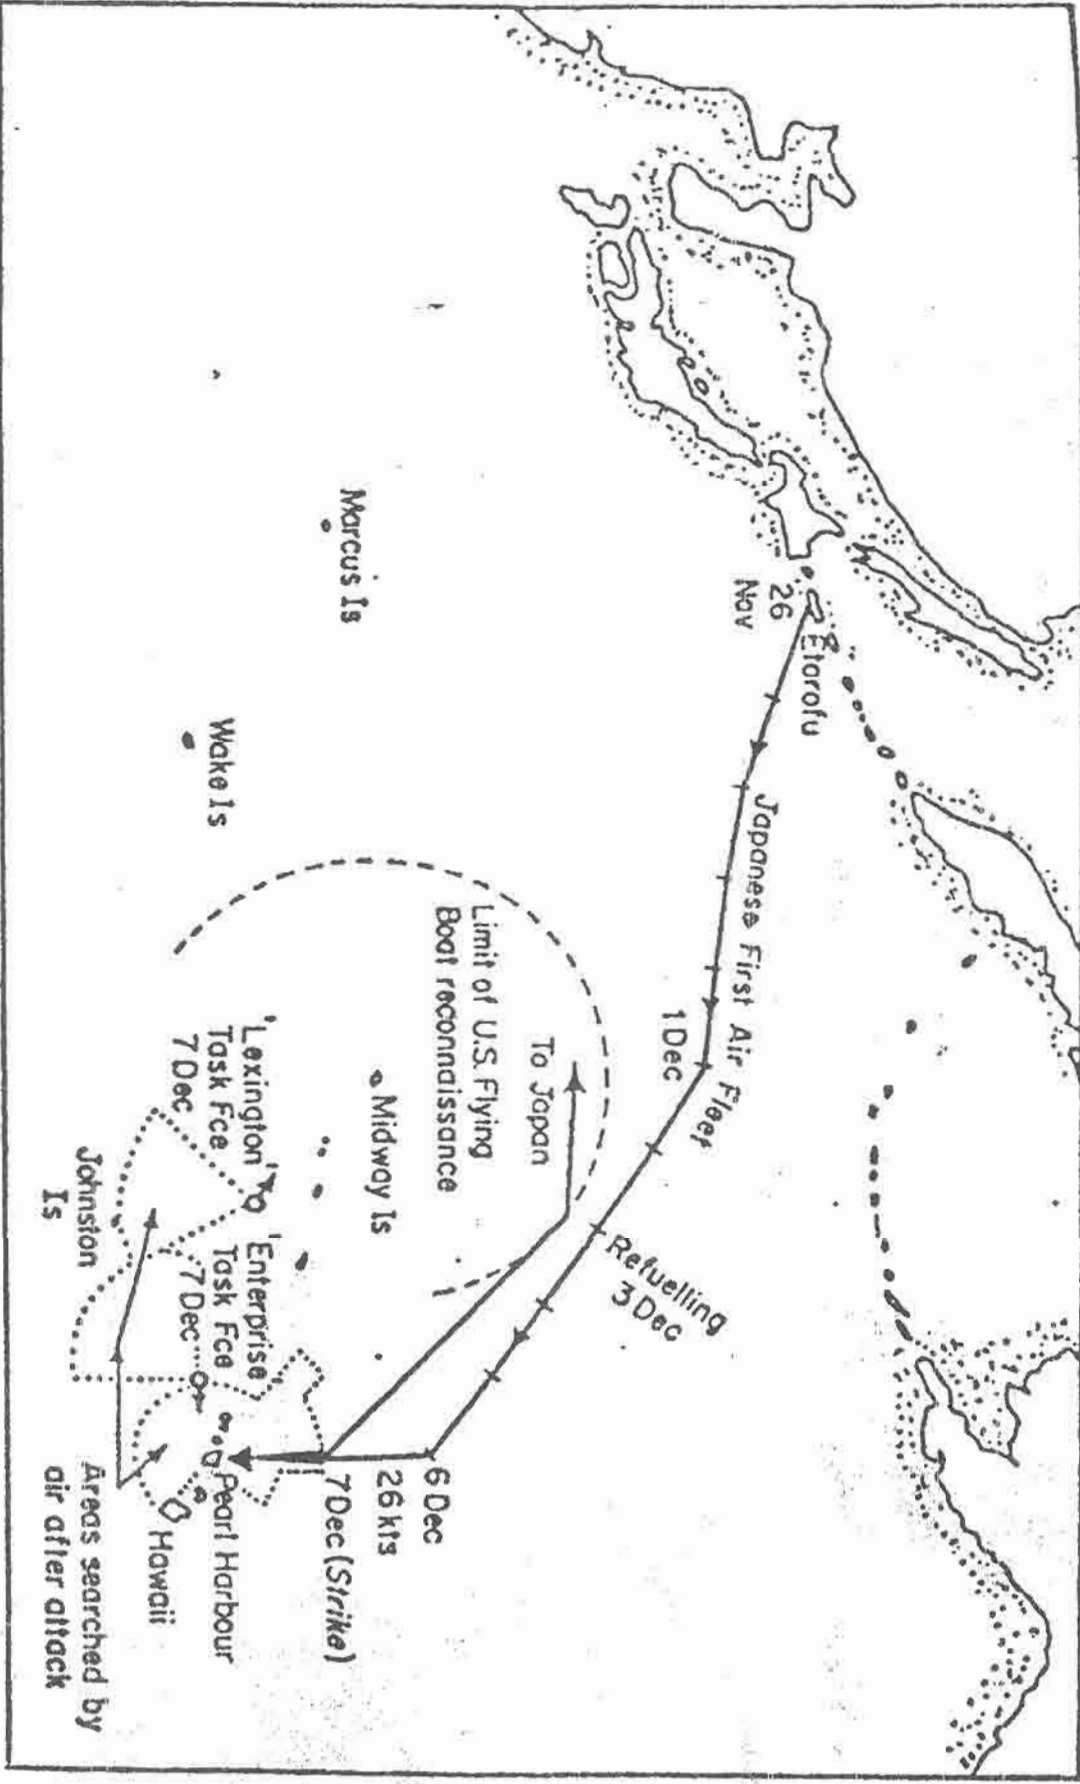 Etorofu
26
Nov
Japanese First Air Fleet
1 Dec
Refuelling
3 Dec
6 Dec
26 kts
7 Dec (Strike)
To Japan
Limit of U.S. Flying
Boat reconnaissance
Marcus Is
Wake Is
Midway Is
'Lexington'
Task Fce
7 Dec
'Enterprise'
Task Fce
7 Dec
Pearl Harbour
Hawaii
Johnston
Is
Areas searched by
air after attack